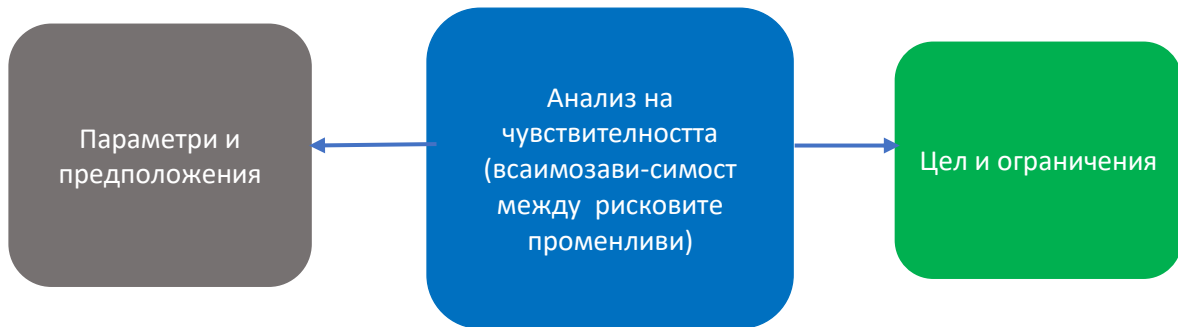 Параметри и
предположения
Анализ на
чувствителността
(всаимозави-симост
между рисковите
променливи)
Цел и ограничения